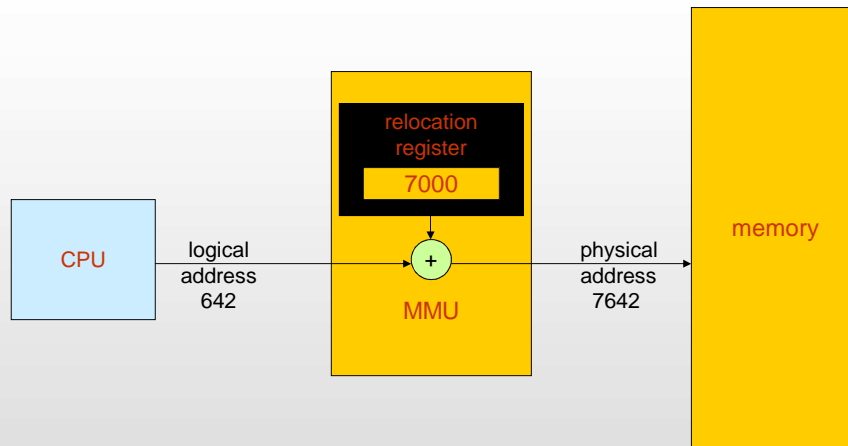 relocation
register
7000
CPU
logical
address
642
+
MMU
physical
address
7642
memory